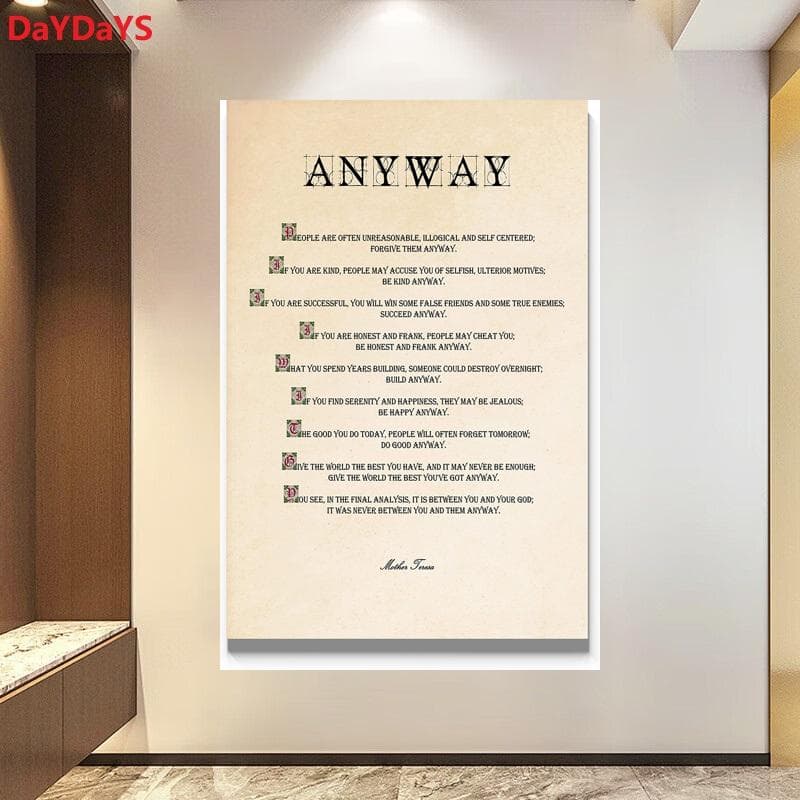 DaYDaYS
ANYWAY
PEOPLE ARE OFTEN UNREASONABLE, ILLOGICAL AND SELF CENTERED;
FORGIVE THEM ANYWAY.
IF YOU ARE KIND, PEOPLE MAY ACCUSE YOU OF SELFISH, ULTERIOR MOTIVES;
BE KIND ANYWAY.
IF YOU ARE SUCCESSFUL, YOU WILL WIN SOME FALSE FRIENDS AND SOME TRUE ENEMIES;
SUCCEED ANYWAY.
IF YOU ARE HONEST AND FRANK, PEOPLE MAY CHEAT YOU;
BE HONEST AND FRANK ANYWAY.
WHAT YOU SPEND YEARS BUILDING, SOMEONE COULD DESTROY OVERNIGHT;
BUILD ANYWAY.
IF YOU FIND SERENITY AND HAPPINESS, THEY MAY BE JEALOUS;
BE HAPPY ANYWAY.
THE GOOD YOU DO TODAY, PEOPLE WILL OFTEN FORGET TOMORROW;
DO GOOD ANYWAY.
GIVE THE WORLD THE BEST YOU HAVE, AND IT MAY NEVER BE ENOUGH;
GIVE THE WORLD THE BEST YOU'VE GOT ANYWAY.
YOU SEE, IN THE FINAL ANALYSIS, IT IS BETWEEN YOU AND YOUR GOD;
IT WAS NEVER BETWEEN YOU AND THEM ANYWAY.
Mother Teresa